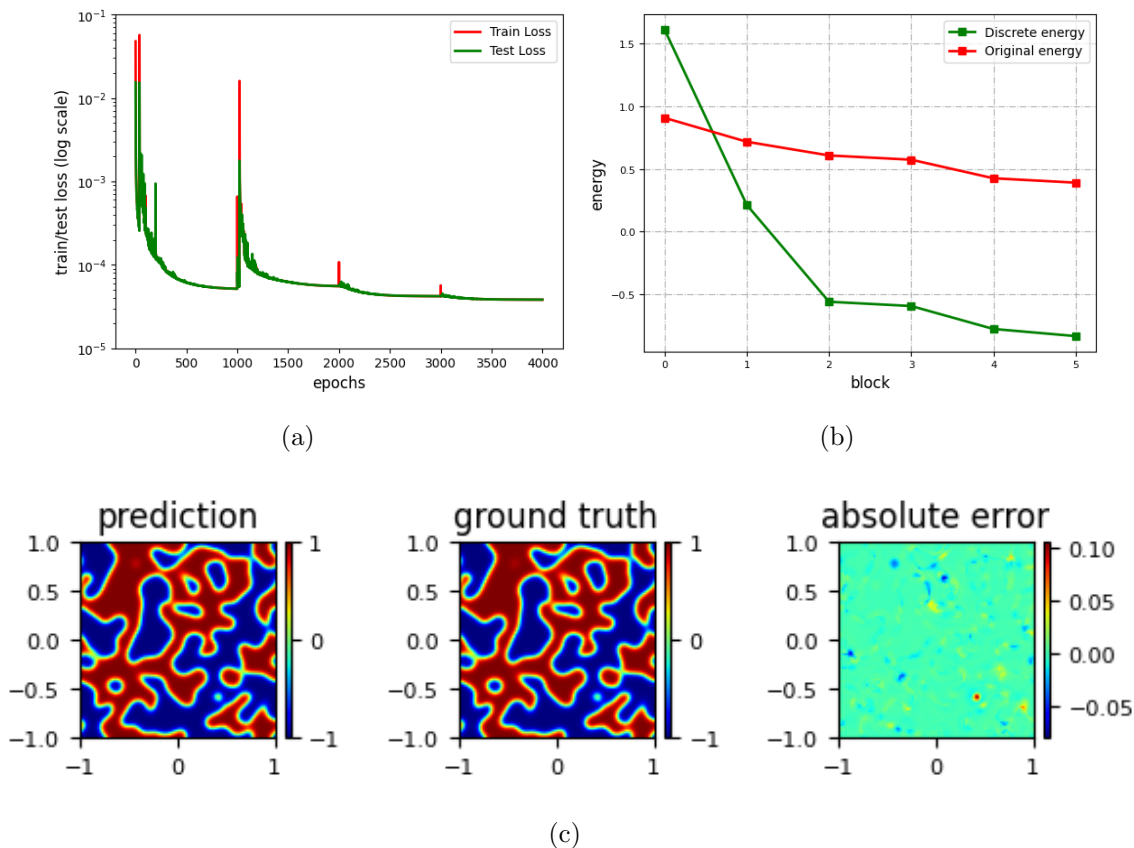 10⁻¹
10⁻²
10⁻³
10⁻⁴
10⁻⁵
train/test loss (log scale)
Train Loss
Test Loss
0 500 1000 1500 2000 2500 3000 3500 4000
epochs
(a)
1.5
1.0
0.5
0.0
−0.5
energy
Discrete energy
Original energy
0 1 2 3 4 5
block
(b)
prediction
1.0
0.5
0.0
−0.5
−1.0
−1 0 1
1
0
−1
ground truth
1.0
0.5
0.0
−0.5
−1.0
−1 0 1
1
0
−1
absolute error
1.0
0.5
0.0
−0.5
−1.0
−1 0 1
0.10
0.05
0.00
−0.05
(c)